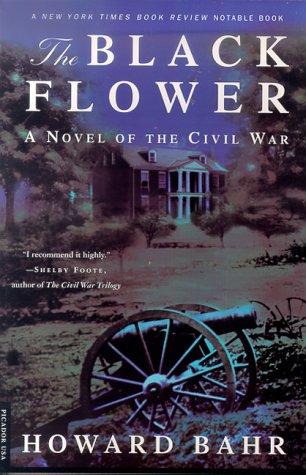 A NEW YORK TIMES BOOK REVIEW NOTABLE BOOK
The BLACK
FLOWER
A NOVEL OF THE CIVIL WAR
"I recommend it highly."
—SHELBY FOOTE,
author of The Civil War Trilogy
PICADOR USA
HOWARD BAHR